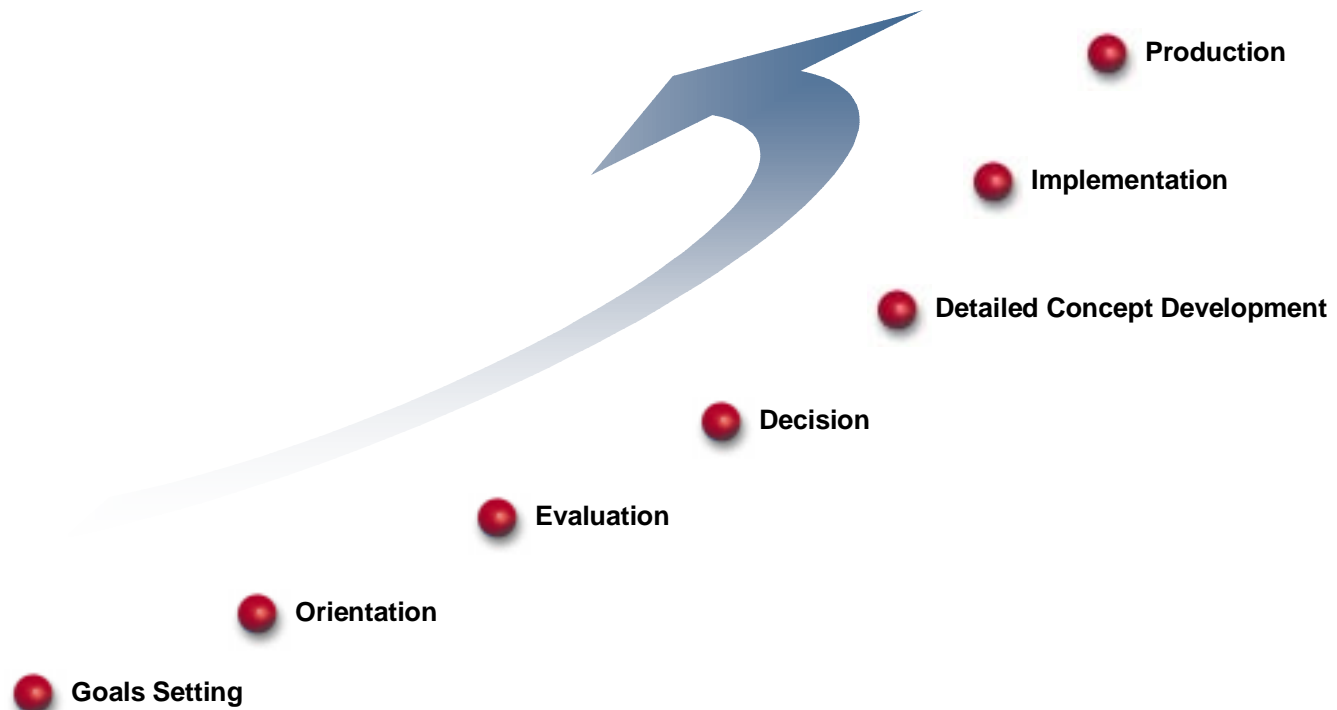 Production
Implementation
Detailed Concept Development
Decision
Evaluation
Orientation
Goals Setting